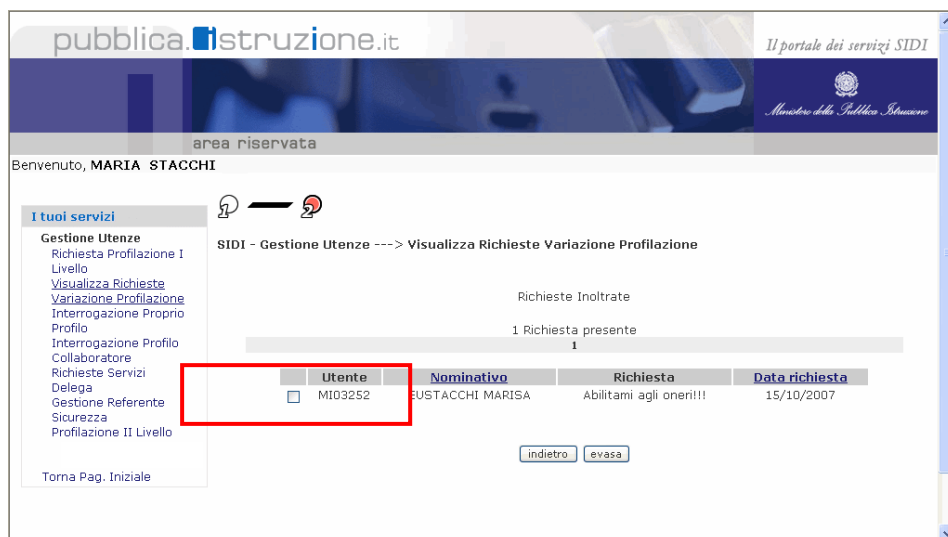 pubblica.istruzione.it
Il portale dei servizi SIDI
Ministero della Pubblica Istruzione
area riservata
Benvenuto, MARIA STACCHI
1 2
I tuoi servizi
Gestione Utenze
Richiesta Profilazione I
Livello
Visualizza Richieste
Variazione Profilazione
Interrogazione Proprio
Profilo
Interrogazione Profilo
Collaboratore
Richieste Servizi
Delega
Gestione Referente
Sicurezza
Profilazione II Livello
Torna Pag. Iniziale
SIDI - Gestione Utenze ---> Visualizza Richieste Variazione Profilazione
Richieste Inoltrate
1 Richiesta presente
1
Utente Nominativo Richiesta Data richiesta
MI03252 EUSTACCHI MARISA Abilitami agli oneri!!! 15/10/2007
indietro evasa